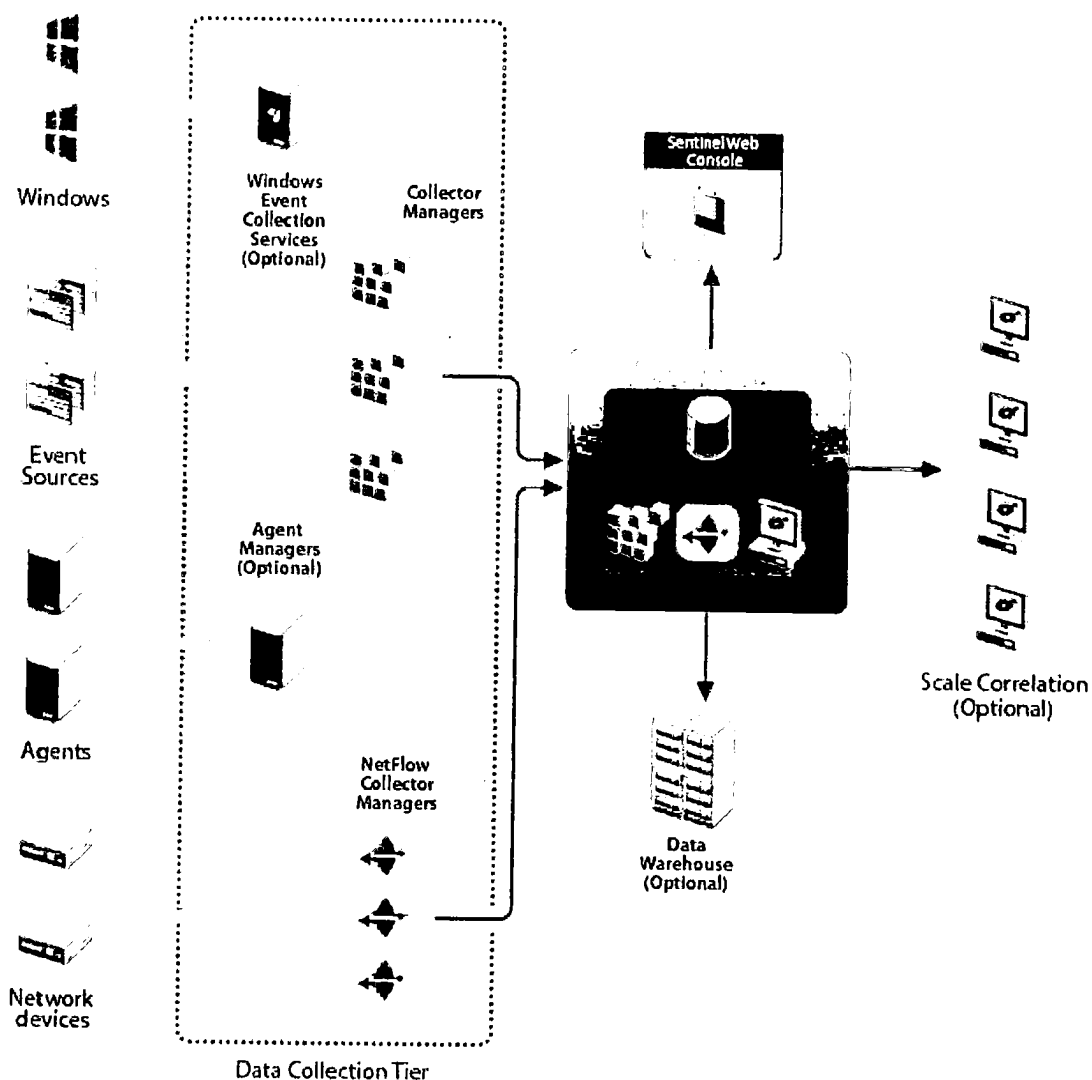 Windows
Event
Sources
Agents
Network
devices
Windows
Event
Collection
Services
(Optional)
Collector
Managers
Agent
Managers
(Optional)
NetFlow
Collector
Managers
Data Collection Tier
Sentinel Web
Console
Data
Warehouse
(Optional)
Scale Correlation
(Optional)